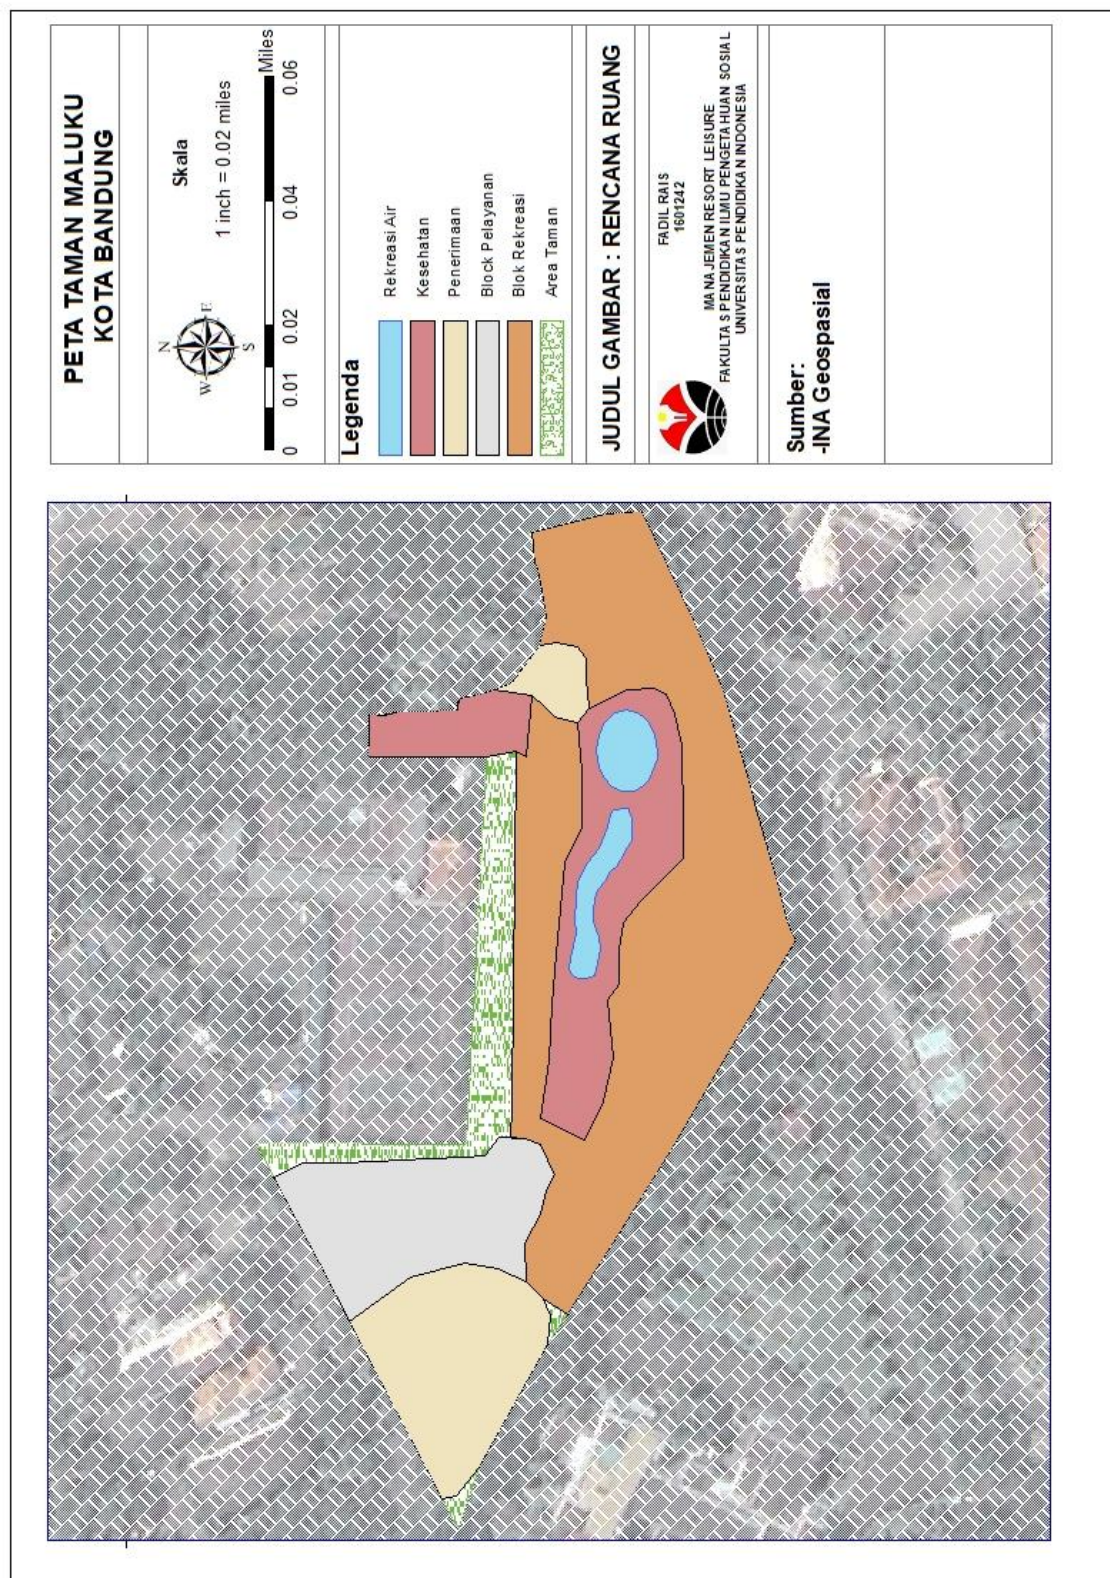 PETA TAMAN MALUKU
KOTA BANDUNG
Skala
N
W
E
S
1 inch = 0.02 miles
Miles
0
0.01
0.02
0.04
0.06
Legenda
Rekreasi Air
Kesehatan
Penerimaan
Block Pelayanan
Blok Rekreasi
Area Taman
JUDUL GAMBAR : RENCANA RUANG
FADIL RAIS
1601242
MANAJEMEN RESORT LEISURE
FAKULTAS PENDIDIKAN ILMU PENGETAHUAN SOSIAL
UNIVERSITAS PENDIDIKAN INDONESIA
Sumber:
-INA Geospasial